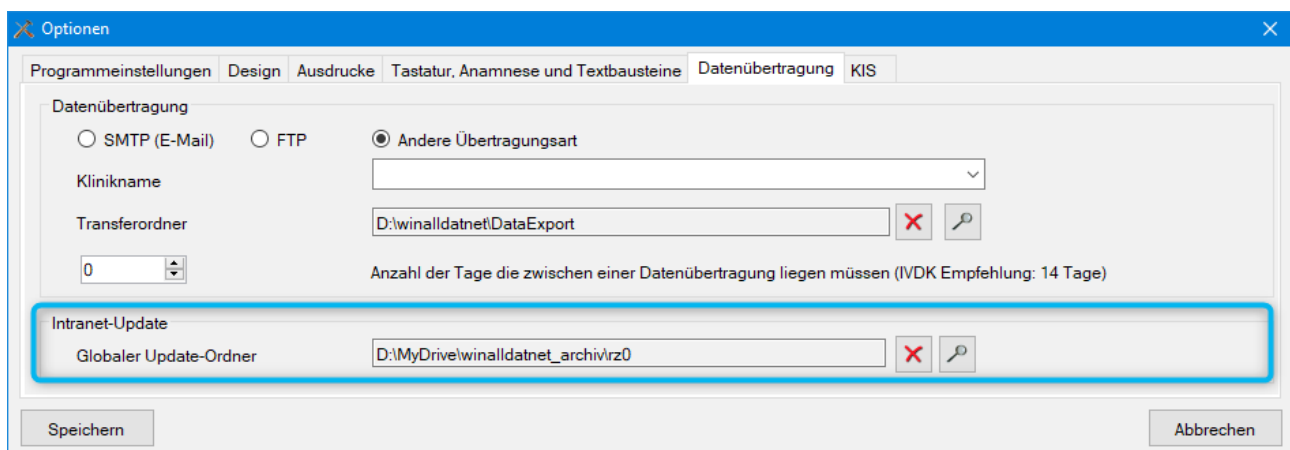 Optionen
Programmeinstellungen Design Ausdrucke Tastatur, Anamnese und Textbausteine Datenübertragung KIS
Datenübertragung
SMTP (E-Mail) FTP Andere Übertragungsart
Klinikname
Transferordner D:\winalldatnet\DataExport
0 Anzahl der Tage die zwischen einer Datenübertragung liegen müssen (IVDK Empfehlung: 14 Tage)
Intranet-Update
Globaler Update-Ordner D:\MyDrive\winalldatnet_archiv\rz0
Speichern Abbrechen